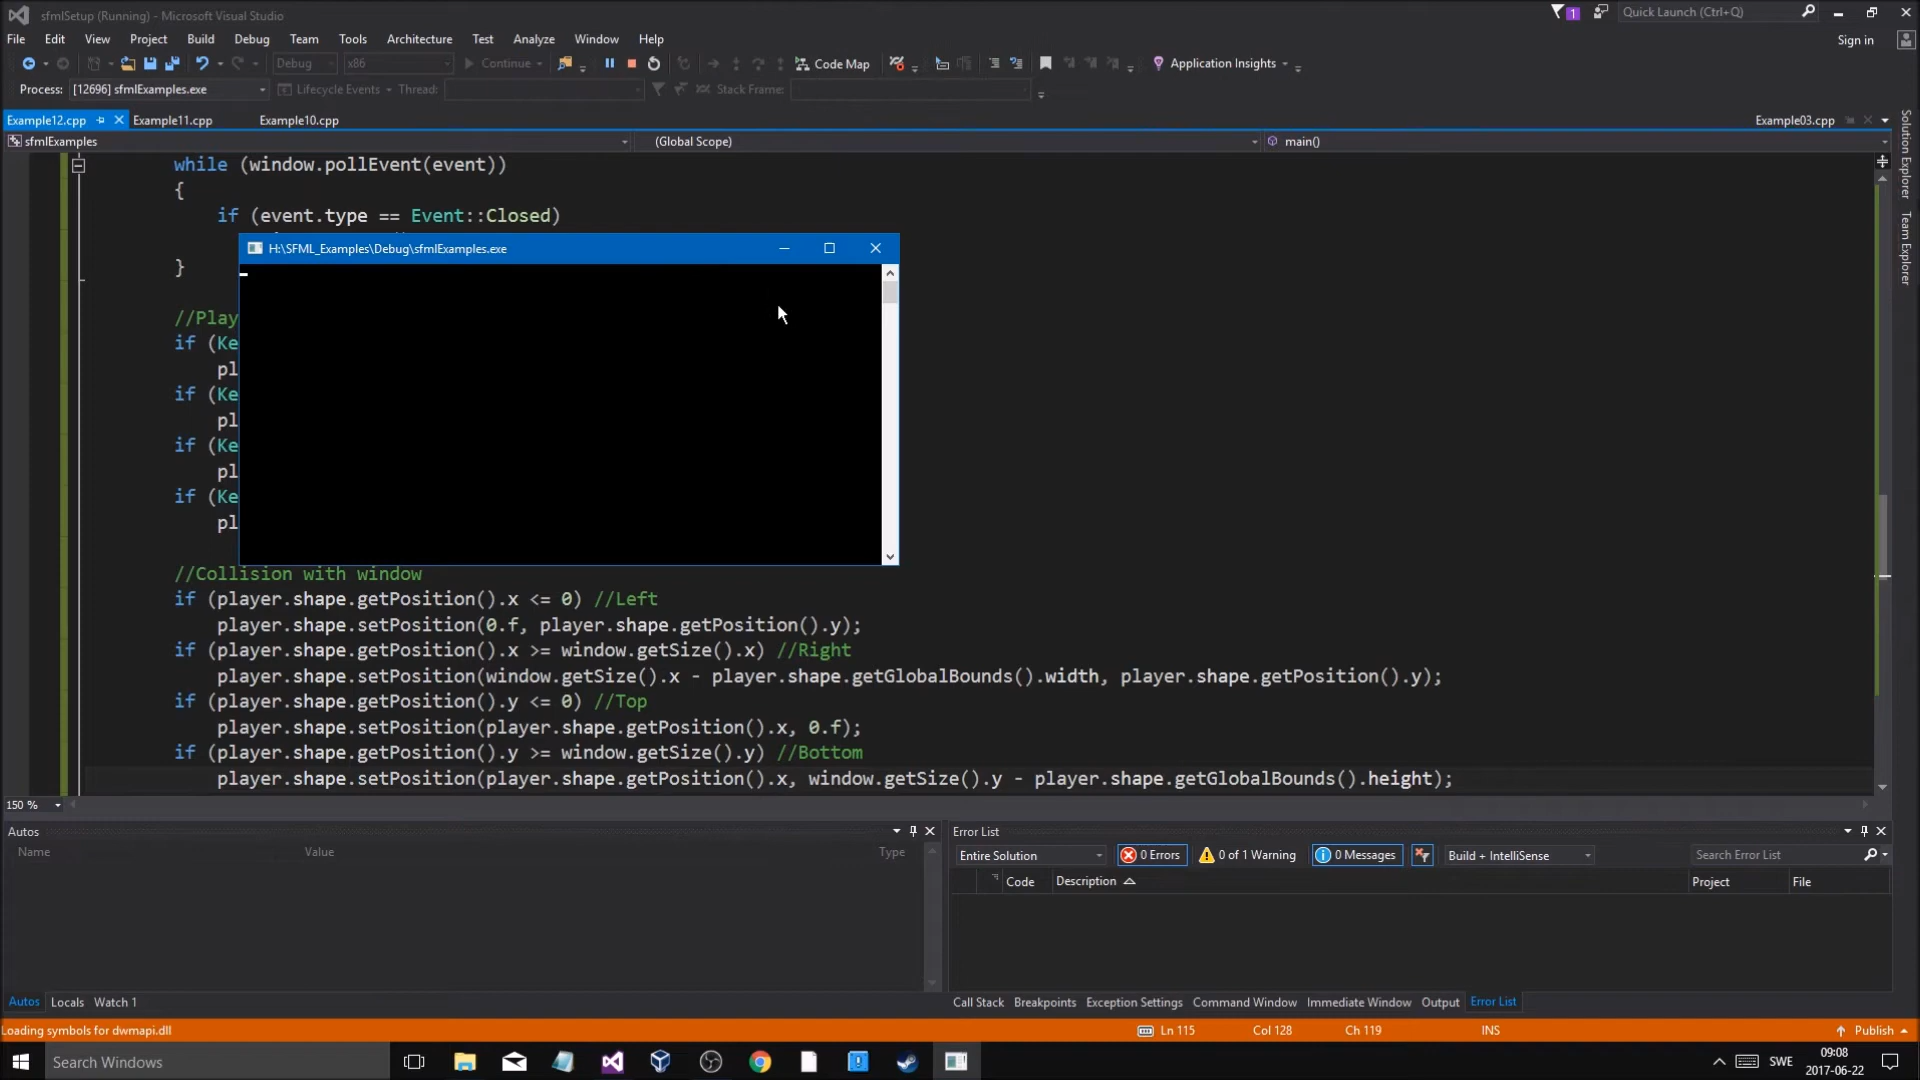 sfmlSetup (Running) - Microsoft Visual Studio
1
Quick Launch (Ctrl+Q)
File Edit View Project Build Debug Team Tools Architecture Test Analyze Window Help
Sign in
Debug x86 Continue Code Map Application Insights
Process: [12696] sfmlExamples.exe Lifecycle Events Thread: Stack Frame:
Example12.cpp Example11.cpp Example10.cpp Example03.cpp
sfmlExamples (Global Scope) main()
while (window.pollEvent(event))
{
if (event.type == Event::Closed)
H:\SFML_Examples\Debug\sfmlExamples.exe
}
//Play
if (Ke
pl
if (Ke
pl
if (Ke
pl
if (Ke
pl
//Collision with window
if (player.shape.getPosition().x <= 0) //Left
player.shape.setPosition(0.f, player.shape.getPosition().y);
if (player.shape.getPosition().x >= window.getSize().x) //Right
player.shape.setPosition(window.getSize().x - player.shape.getGlobalBounds().width, player.shape.getPosition().y);
if (player.shape.getPosition().y <= 0) //Top
player.shape.setPosition(player.shape.getPosition().x, 0.f);
if (player.shape.getPosition().y >= window.getSize().y) //Bottom
player.shape.setPosition(player.shape.getPosition().x, window.getSize().y - player.shape.getGlobalBounds().height);
150 %
Solution Explorer
Team Explorer
Autos
Name Value Type
Autos Locals Watch 1
Error List
Entire Solution 0 Errors 0 of 1 Warning 0 Messages Build + IntelliSense Search Error List
Code Description Project File
Call Stack Breakpoints Exception Settings Command Window Immediate Window Output Error List
Loading symbols for dwmapi.dll Ln 115 Col 128 Ch 119 INS Publish
Search Windows
SWE
09:08
2017-06-22